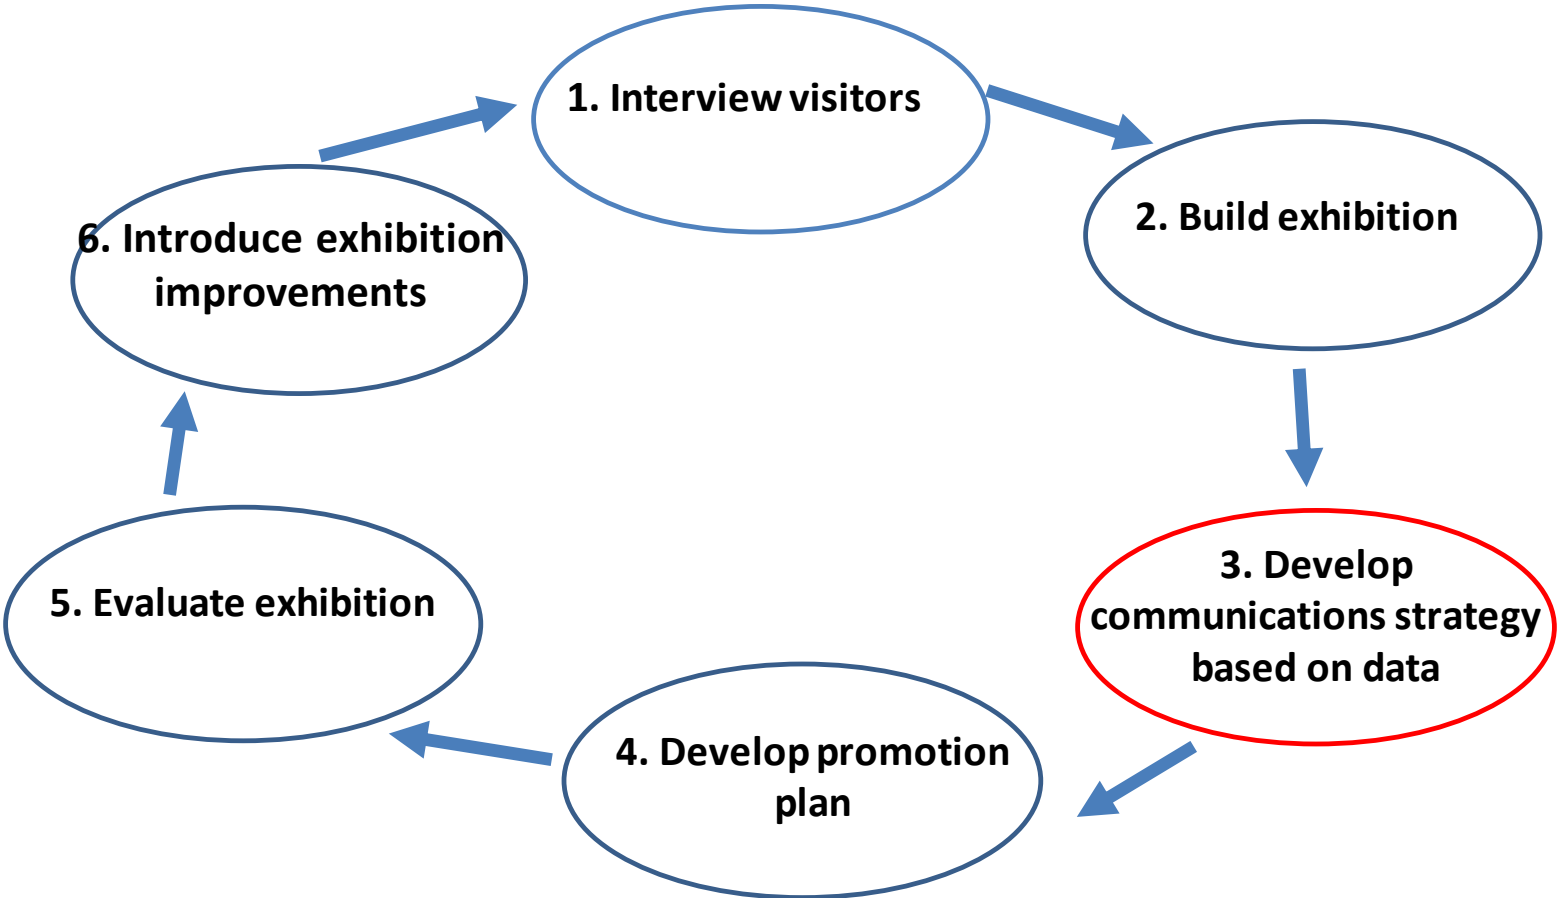 1. Interview visitors
2. Build exhibition
3. Develop
communications strategy
based on data
4. Develop promotion
plan
5. Evaluate exhibition
6. Introduce exhibition
improvements